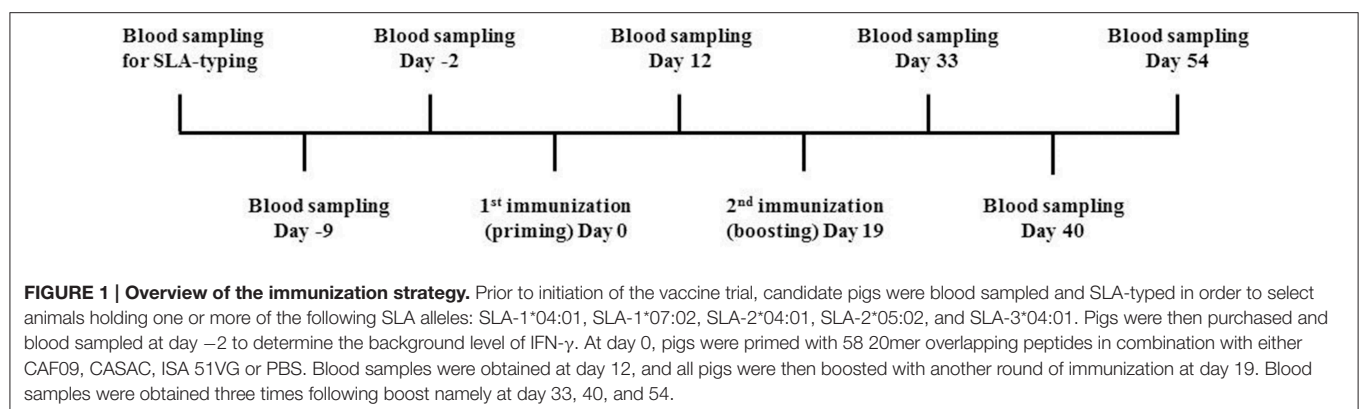 Blood sampling
for SLA-typing
Blood sampling
Day -2
Blood sampling
Day 12
Blood sampling
Day 33
Blood sampling
Day 54
Blood sampling
Day -9
1st immunization
(priming) Day 0
2nd immunization
(boosting) Day 19
Blood sampling
Day 40
FIGURE 1 | Overview of the immunization strategy. Prior to initiation of the vaccine trial, candidate pigs were blood sampled and SLA-typed in order to select
animals holding one or more of the following SLA alleles: SLA-1*04:01, SLA-1*07:02, SLA-2*04:01, SLA-2*05:02, and SLA-3*04:01. Pigs were then purchased and
blood sampled at day −2 to determine the background level of IFN-γ. At day 0, pigs were primed with 58 20mer overlapping peptides in combination with either
CAF09, CASAC, ISA 51VG or PBS. Blood samples were obtained at day 12, and all pigs were then boosted with another round of immunization at day 19. Blood
samples were obtained three times following boost namely at day 33, 40, and 54.